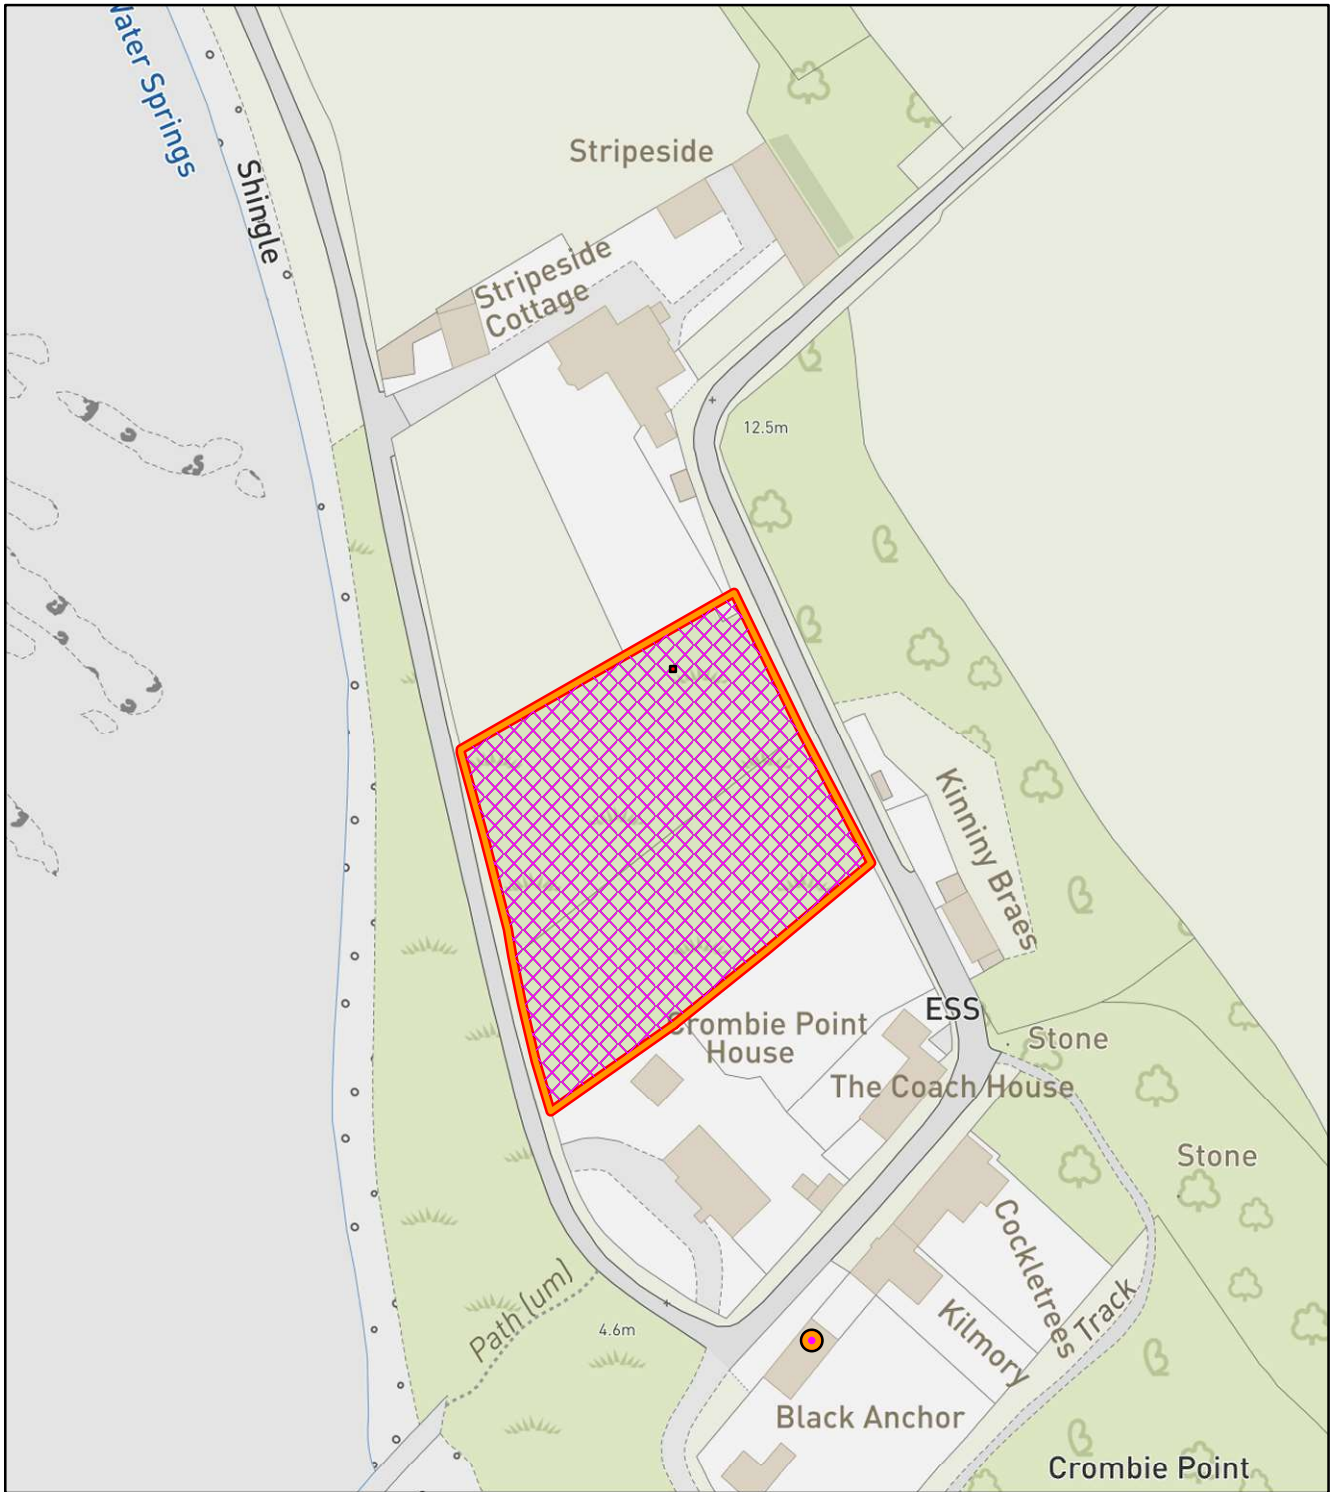 Water Springs
Shingle
Stripeside
Stripeside
Cottage
12.5m
Kinniny Braes
ESS
Crombie Point
House
Stone
The Coach House
Stone
Cockletrees
Kilmory
Track
Path (um)
4.6m
Black Anchor
Crombie Point